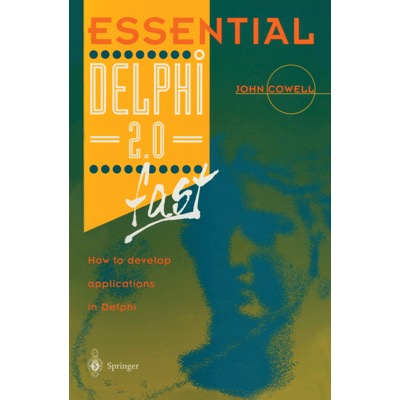 ESSENTIAL
DELPHi
2.0
fast
JOHN COWELL
How to develop
applications
in Delphi
Springer